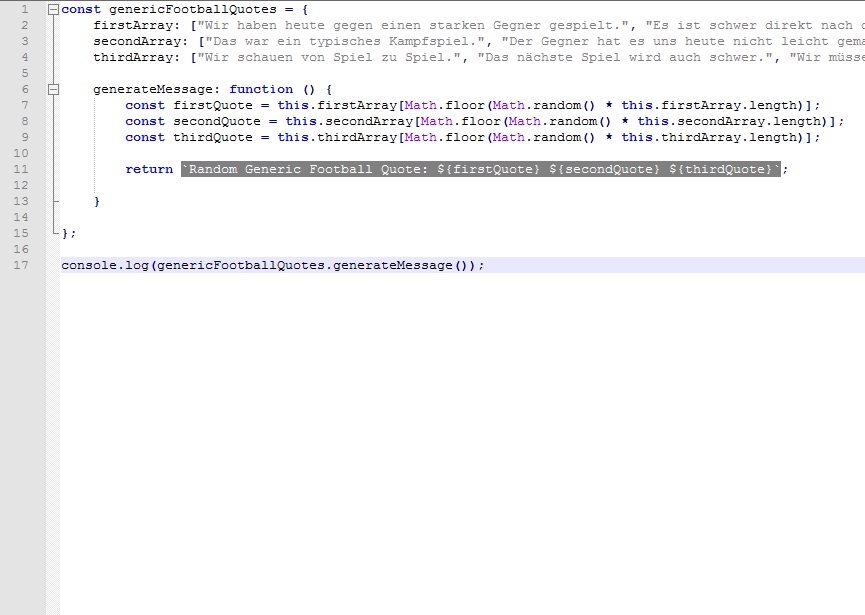 1 const genericFootballQuotes = {
2 firstArray: ["Wir haben heute gegen einen starken Gegner gespielt.", "Es ist schwer direkt nach
3 secondArray: ["Das war ein typisches Kampfspiel.", "Der Gegner hat es uns heute nicht leicht
4 thirdArray: ["Wir schauen von Spiel zu Spiel.", "Das nächste Spiel wird auch schwer.", "Wir
5
6 generateMessage: function () {
7 const firstQuote = this.firstArray[Math.floor(Math.random() * this.firstArray.length)];
8 const secondQuote = this.secondArray[Math.floor(Math.random() * this.secondArray.length)];
9 const thirdQuote = this.thirdArray[Math.floor(Math.random() * this.thirdArray.length)];
10
11 return `Random Generic Football Quote: ${firstQuote} ${secondQuote} ${thirdQuote}`;
12
13 }
14
15 };
16
17 console.log(genericFootballQuotes.generateMessage());